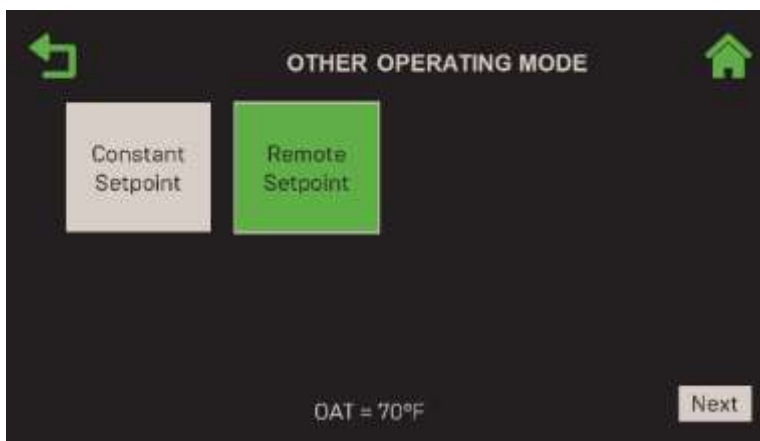 OTHER OPERATING MODE
Constant
Setpoint
Remote
Setpoint
OAT = 70°F
Next